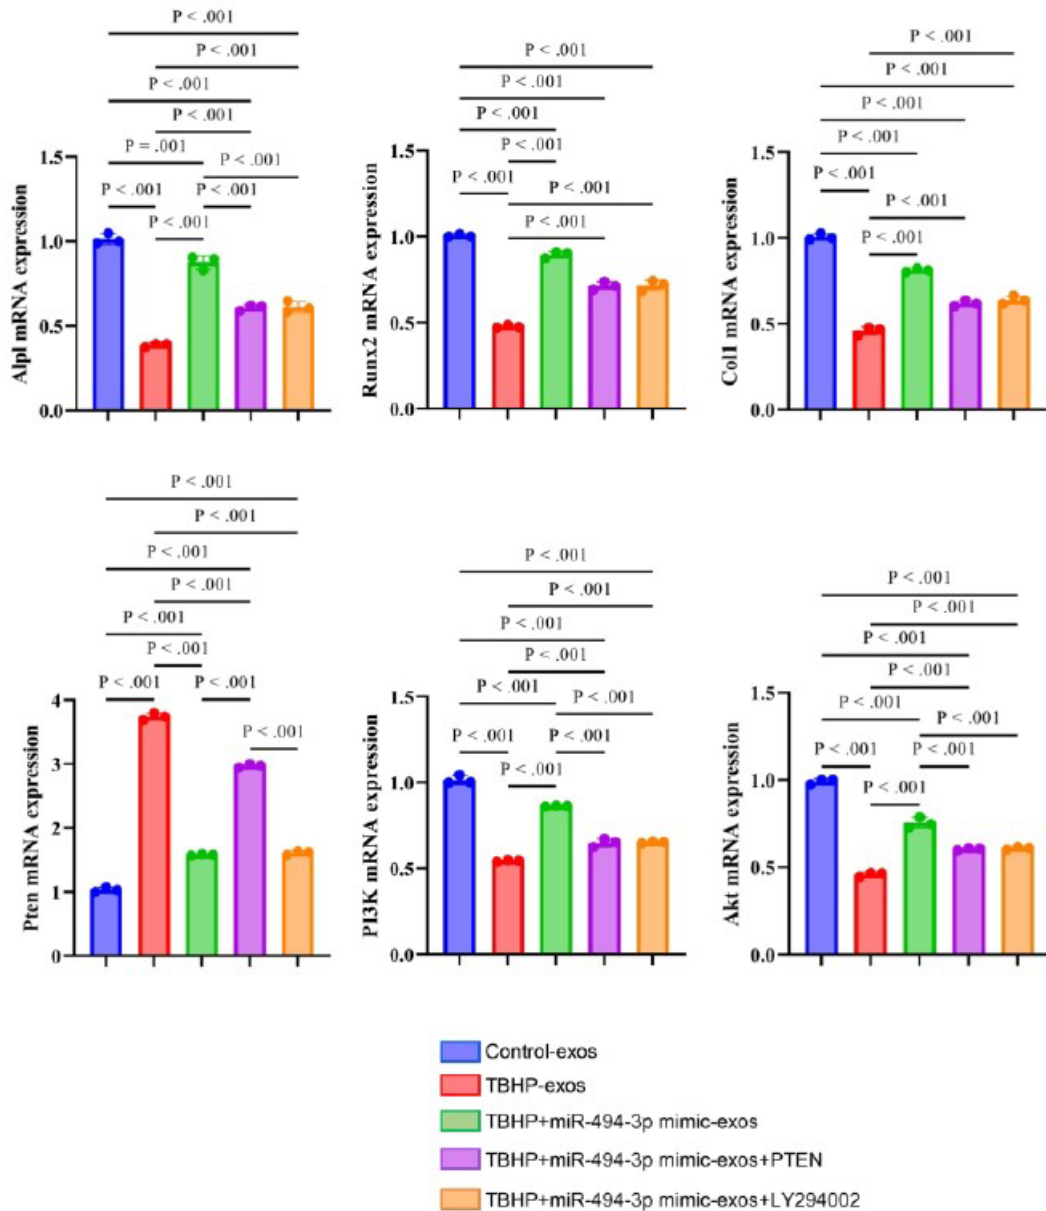 P < .001
P < .001
P < .001
P < .001
P = .001
P < .001
P < .001
P < .001
P < .001
1.5
1.0
0.5
0.0
Alpl mRNA expression
P < .001
P < .001
P < .001
P < .001
P < .001
P < .001
P < .001
1.5
1.0
0.5
0.0
Runx2 mRNA expression
P < .001
P < .001
P < .001
P < .001
P < .001
P < .001
P < .001
1.5
1.0
0.5
0.0
Col1 mRNA expression
P < .001
P < .001
P < .001
P < .001
P < .001
P < .001
P < .001
P < .001
P < .001
4
3
2
1
0
Pten mRNA expression
P < .001
P < .001
P < .001
P < .001
P < .001
P < .001
P < .001
P < .001
P < .001
1.5
1.0
0.5
0.0
PI3K mRNA expression
P < .001
P < .001
P < .001
P < .001
P < .001
P < .001
P < .001
P < .001
P < .001
1.5
1.0
0.5
0.0
Akt mRNA expression
Control-exos
TBHP-exos
TBHP+miR-494-3p mimic-exos
TBHP+miR-494-3p mimic-exos+PTEN
TBHP+miR-494-3p mimic-exos+LY294002